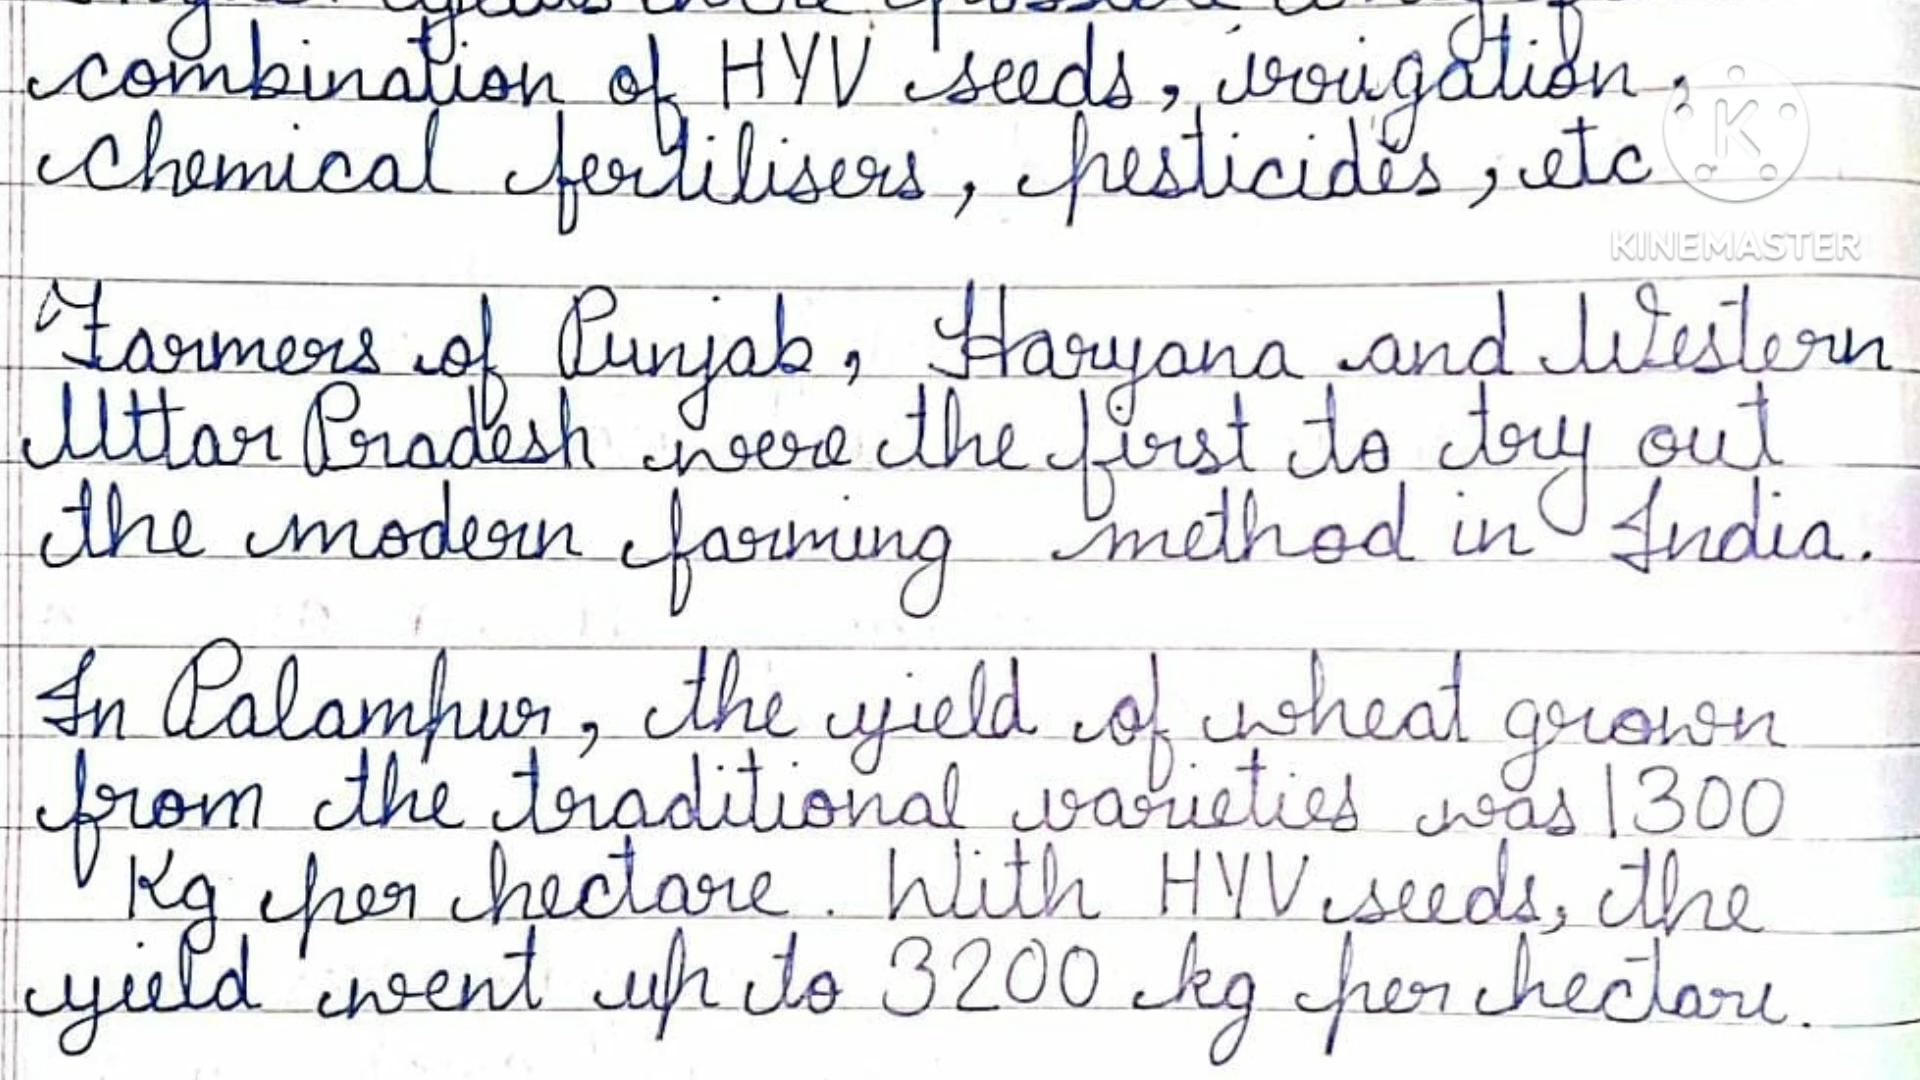 combination of HYV seeds, irrigation,
chemical fertilisers, pesticides, etc
K
KINEMASTER
Farmers of Punjab, Haryana and Western
Uttar Pradesh were the first to try out
the modern farming method in India.
In Palampur, the yield of wheat grown
from the traditional varieties was 1300
Kg per hectare. With HYV seeds, the
yield went up to 3200 kg per hectare.